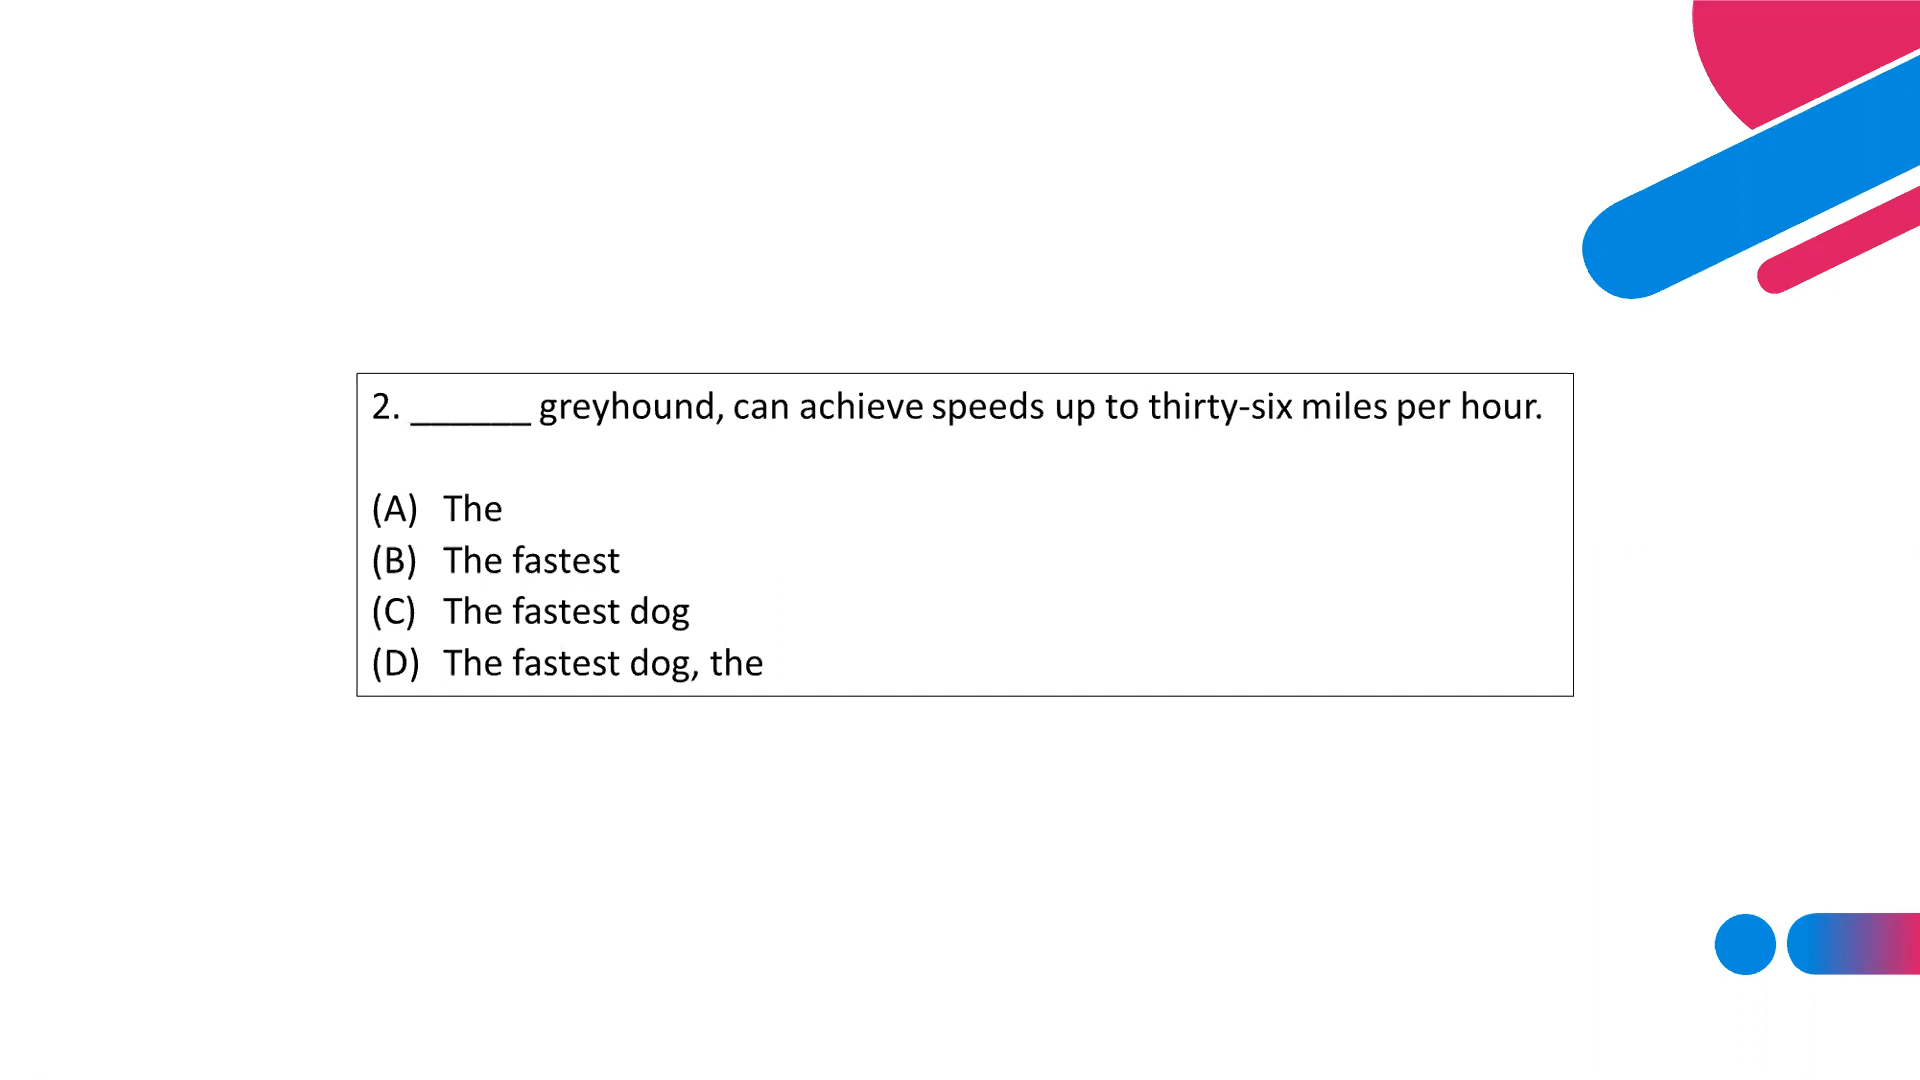 2. ______ greyhound, can achieve speeds up to thirty-six miles per hour.
(A) The
(B) The fastest
(C) The fastest dog
(D) The fastest dog, the